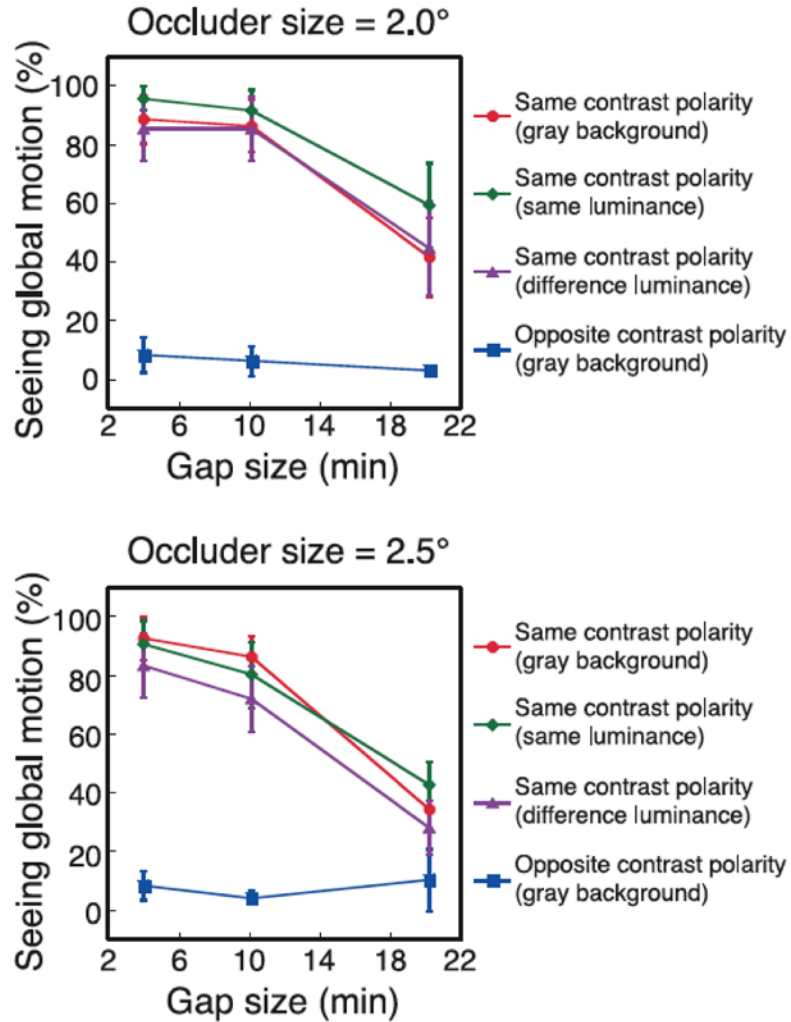 Occluder size = 2.0°
Seeing global motion (%)
100
80
60
40
20
0
2 6 10 14 18 22
Gap size (min)
Same contrast polarity
(gray background)
Same contrast polarity
(same luminance)
Same contrast polarity
(difference luminance)
Opposite contrast polarity
(gray background)
Occluder size = 2.5°
Seeing global motion (%)
100
80
60
40
20
0
2 6 10 14 18 22
Gap size (min)
Same contrast polarity
(gray background)
Same contrast polarity
(same luminance)
Same contrast polarity
(difference luminance)
Opposite contrast polarity
(gray background)